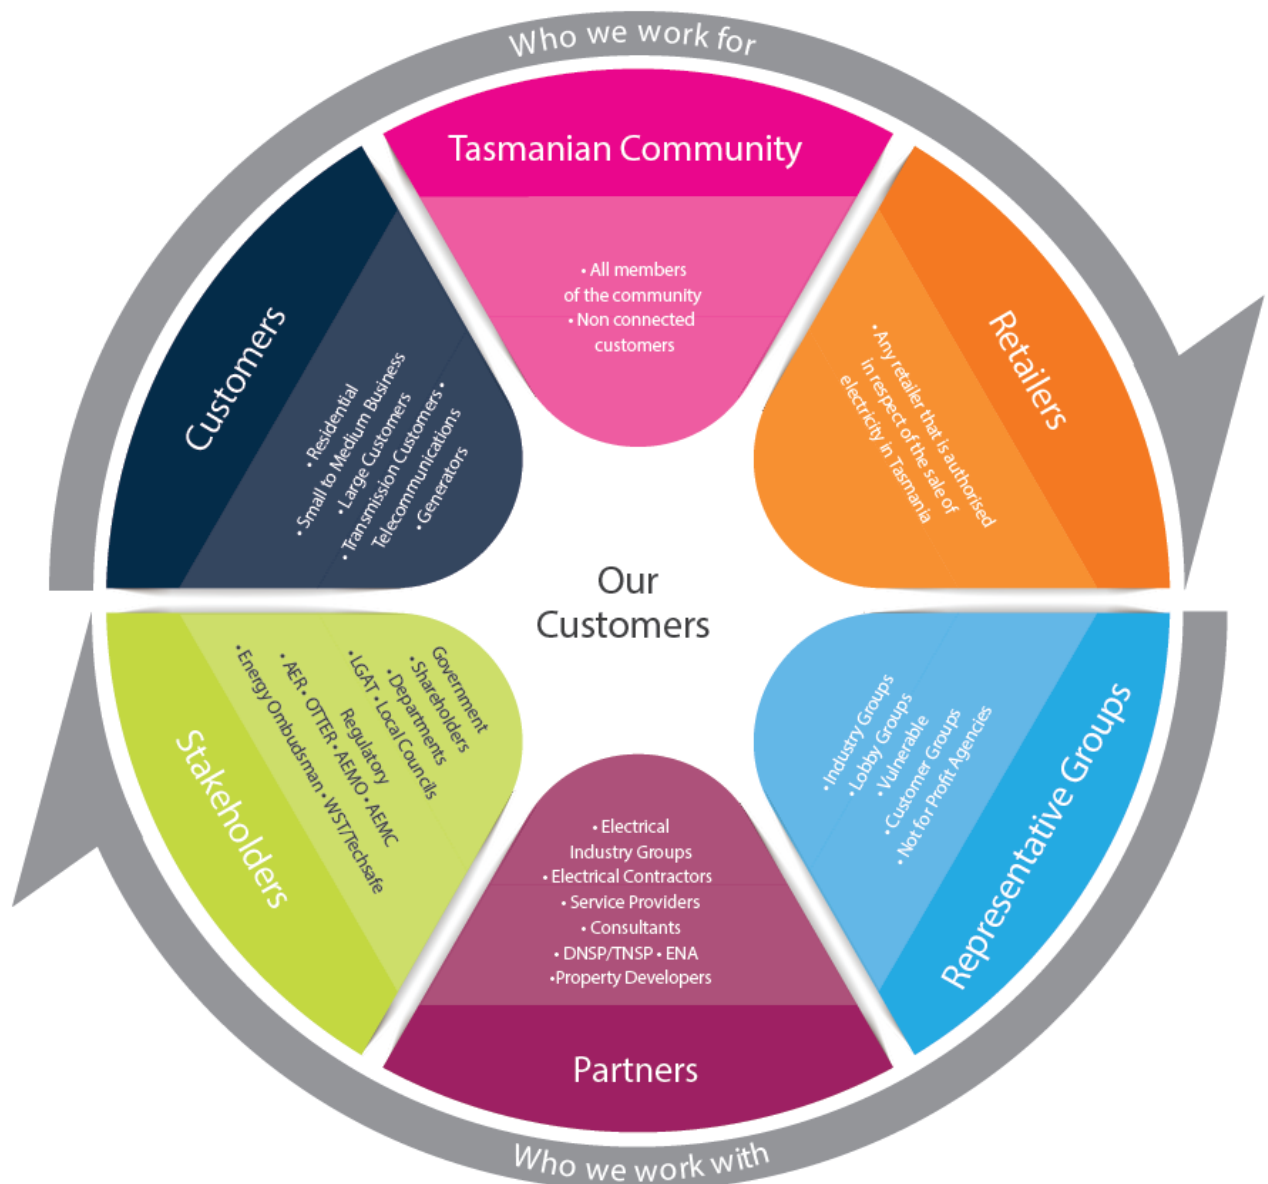 Who we work for
Tasmanian Community
• All members
of the community
• Non connected
customers
Retailers
• Any retailer that is authorised
in respect of the sale of
electricity in Tasmania
Representative Groups
• Industry Groups
• Lobby Groups
• Vulnerable
• Customer Groups
• Not for Profit Agencies
Partners
• Electrical
Industry Groups
• Electrical Contractors
• Service Providers
• Consultants
• DNSP/TNSP • ENA
•Property Developers
Stakeholders
Government
• Shareholders
• Departments
• LGAT • Local Councils
Regulatory
• AER • OTTER • AEMO • AEMC
• Energy Ombudsman • WST/Techsafe
Customers
• Residential
• Small to Medium Business
• Large Customers
• Transmission Customers •
Telecommunications
• Generators
Our
Customers
Who we work with